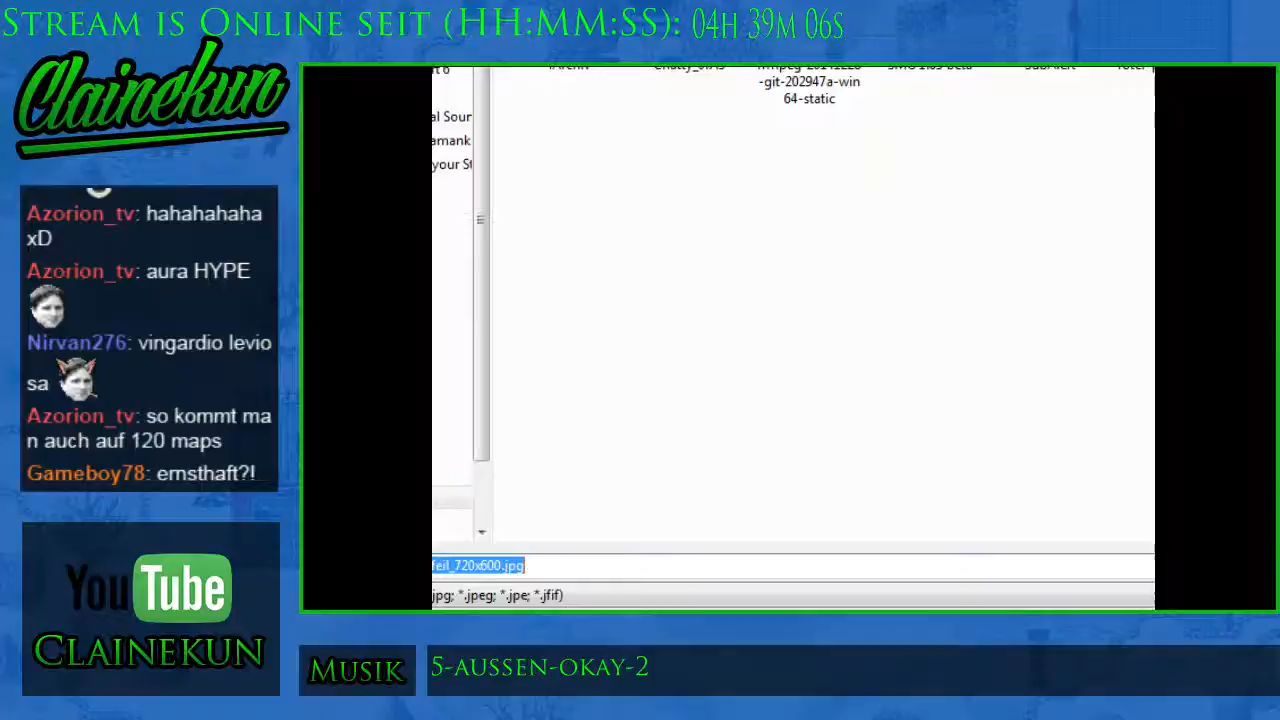 Stream is Online seit (HH:MM:SS): 04H 39M 06s
Clainekun
Azorion_tv: hahahahaha
xD
Azorion_tv: aura HYPE
Nirvan276: vingardio levio
sa
Azorion_tv: so kommt ma
n auch auf 120 maps
Gameboy78: ernsthaft?!
YouTube
Clainekun
-git-202947a-win
64-static
al Soun
amank
your St
feil_720x600.jpg
jpg; *.jpeg; *.jpe; *.jfif)
Musik
5-aussen-okay-2